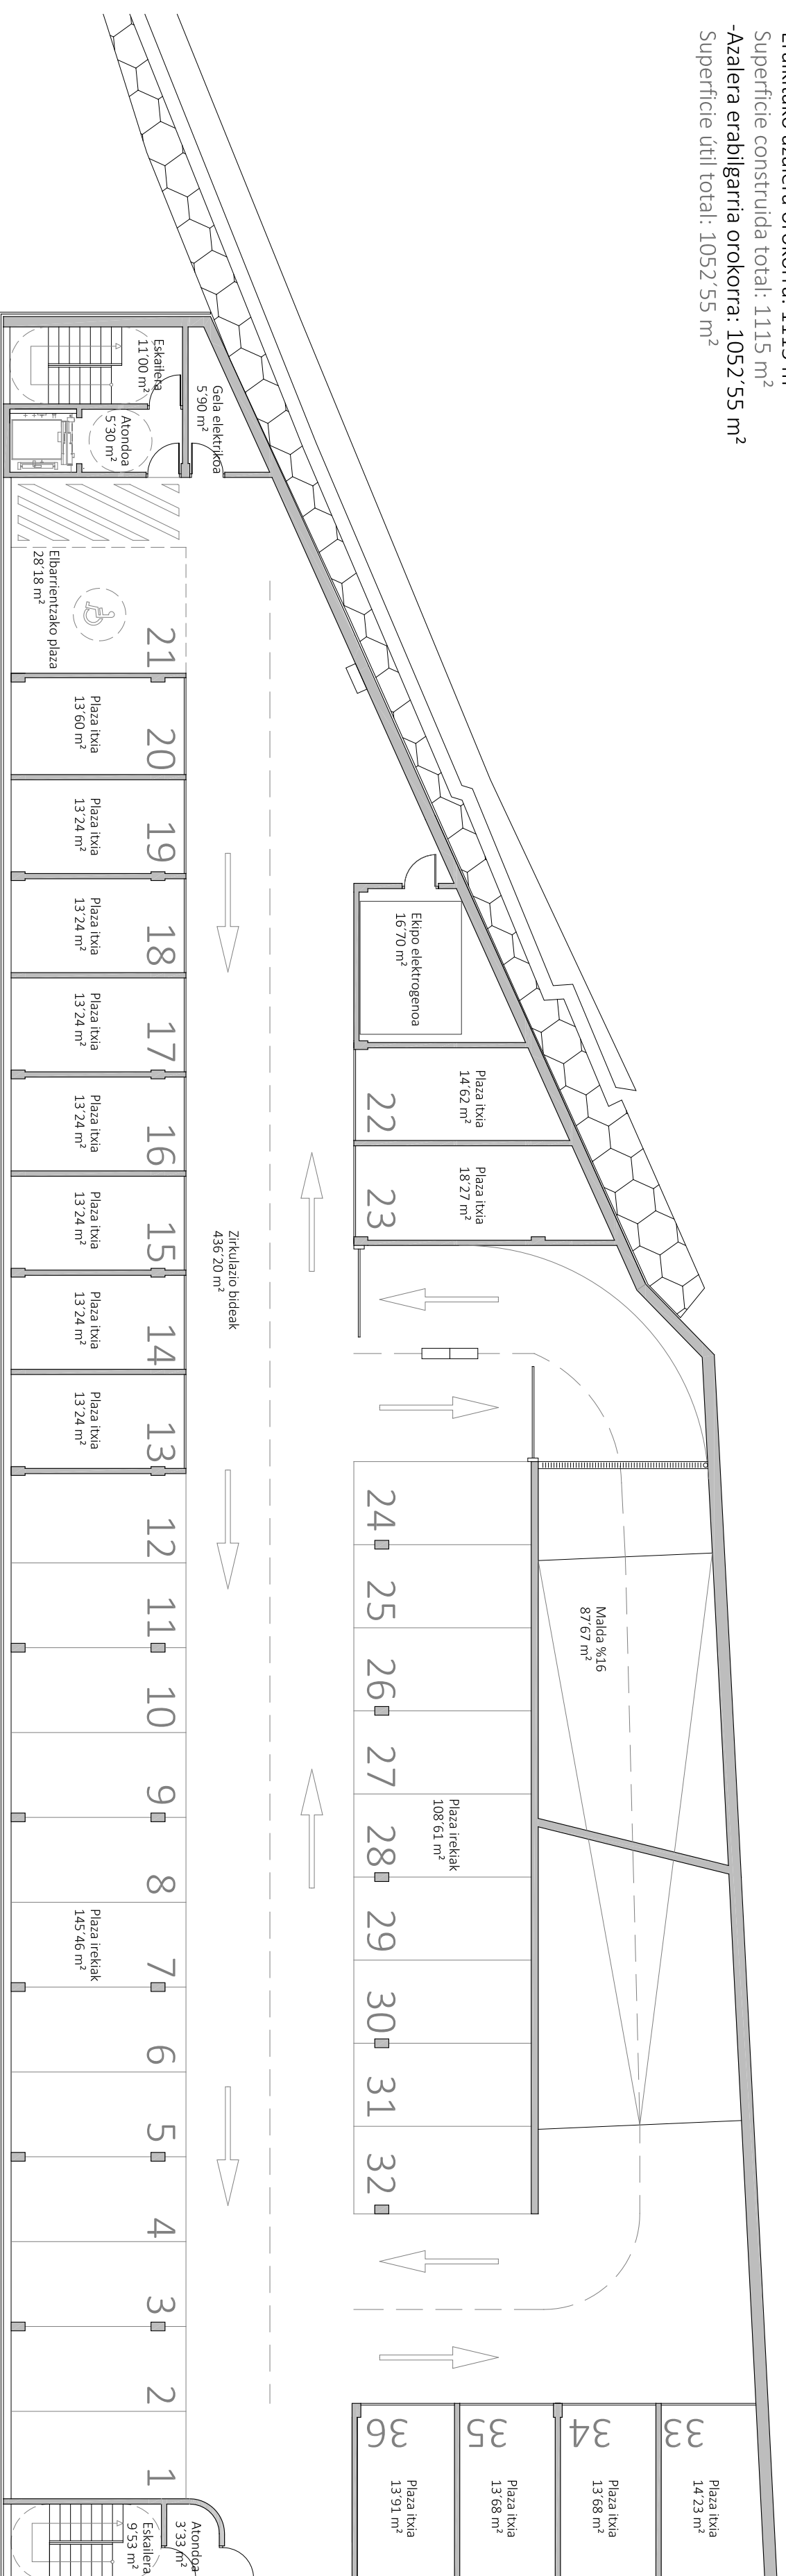 Superficie construida total: 1115 m²
-Azalera erabilgarria orokorra: 1052´55 m²
Superficie útil total: 1052´55 m²
Eskailera
11´00 m²
Gela elektrikoa
5´90 m²
Atondoa
5´30 m²
Elbarrientzako plaza
28´18 m²
21
Plaza itxia
13´60 m²
20
Plaza itxia
13´24 m²
19
Plaza itxia
13´24 m²
18
Ekipo elektrogenoa
16´70 m²
Plaza itxia
13´24 m²
17
Plaza itxia
14´62 m²
22
Plaza itxia
13´24 m²
16
Plaza itxia
18´27 m²
23
Plaza itxia
13´24 m²
15
Zirkulazio bideak
436´20 m²
Plaza itxia
13´24 m²
14
Plaza itxia
13´24 m²
13
24
12
25
11
Malda %16
87´67 m²
26
10
27
9
Plaza irekiak
108´61 m²
28
8
29
Plaza irekiak
145´46 m²
7
30
6
31
5
32
4
3
2
36
35
34
33
1
Plaza itxia
13´91 m²
Plaza itxia
13´68 m²
Plaza itxia
13´68 m²
Plaza itxia
14´23 m²
Atondoa
3´33 m²
Eskailera
9´53 m²